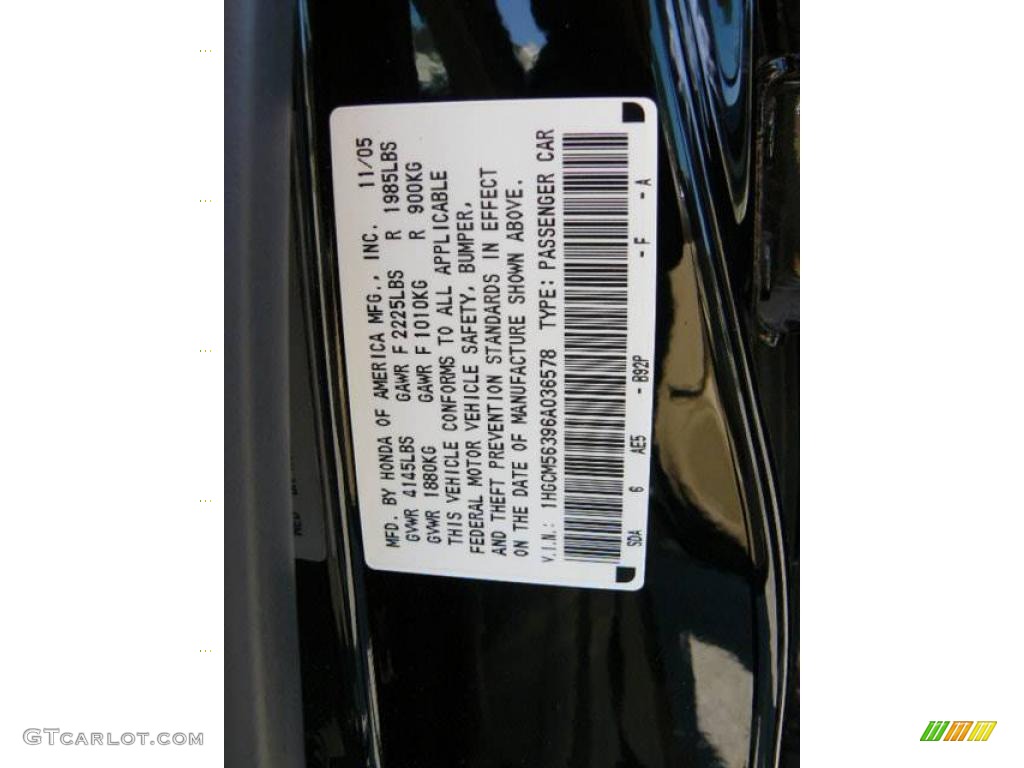 MFD. BY HONDA OF AMERICA MFG., INC. 11/05
GVWR 4145LBS GAWR F 2225LBS R 1985LBS
GVWR 1880KG GAWR F 1010KG R 900KG
THIS VEHICLE CONFORMS TO ALL APPLICABLE
FEDERAL MOTOR VEHICLE SAFETY, BUMPER,
AND THEFT PREVENTION STANDARDS IN EFFECT
ON THE DATE OF MANUFACTURE SHOWN ABOVE.
V.I.N.: 1HGCM56396A036578 TYPE: PASSENGER CAR
SDA 6 AE5 - B92P - F - A
GTCARLOT.COM